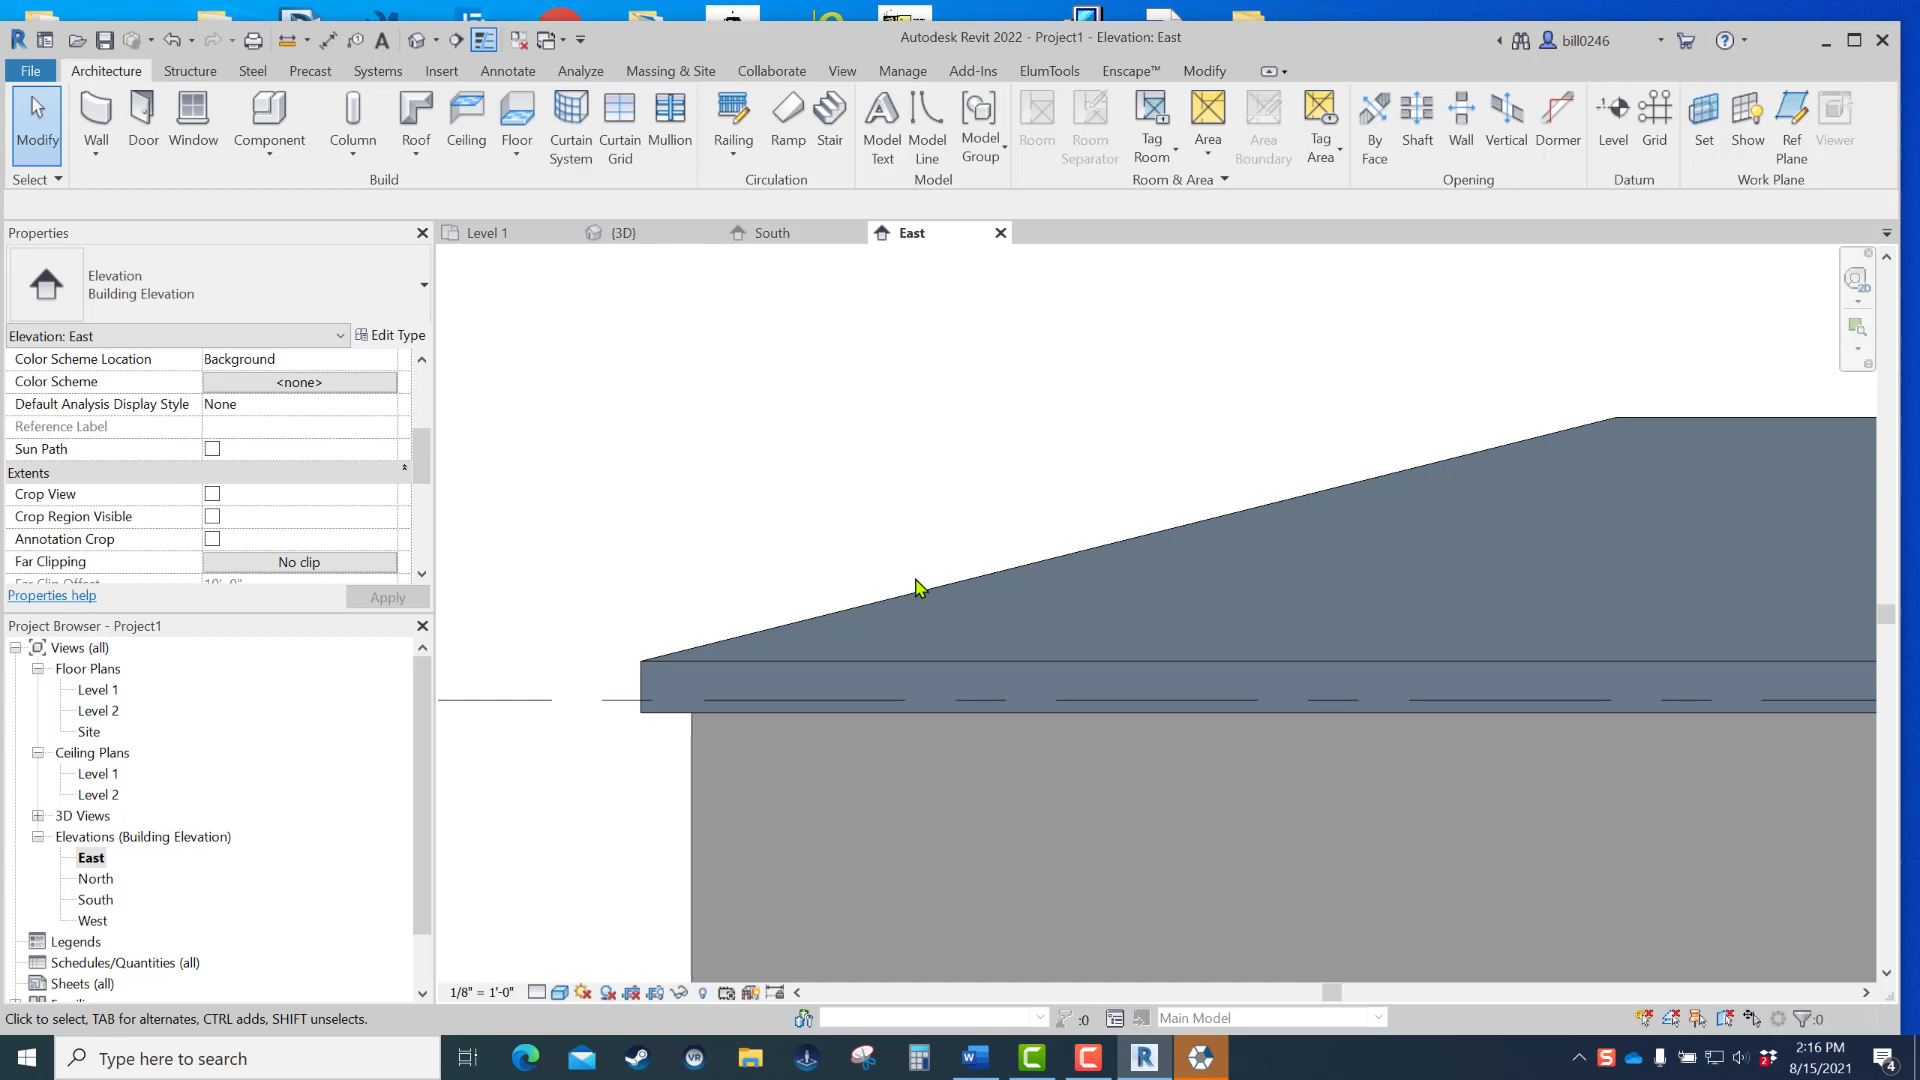 Autodesk Revit 2022 - Project1 - Elevation: East
bill0246
File Architecture Structure Steel Precast Systems Insert Annotate Analyze Massing & Site Collaborate View Manage Add-Ins ElumTools Enscape™ Modify
Modify Wall Door Window Component Column Roof Ceiling Floor Curtain System Curtain Grid Mullion Railing Ramp Stair Model Text Model Line Model Group Room Room Separator Tag Room Area Area Boundary Tag Area By Face Shaft Wall Vertical Dormer Level Grid Set Show Ref Plane Viewer
Select Build Circulation Model Room & Area Opening Datum Work Plane
Properties
Level 1 {3D} South East
Elevation
Building Elevation
Elevation: East Edit Type
Color Scheme Location Background
Color Scheme <none>
Default Analysis Display Style None
Reference Label
Sun Path
Extents
Crop View
Crop Region Visible
Annotation Crop
Far Clipping No clip
Far Clip Offset 10' 0"
Properties help Apply
Project Browser - Project1
Views (all)
Floor Plans
Level 1
Level 2
Site
Ceiling Plans
Level 1
Level 2
3D Views
Elevations (Building Elevation)
East
North
South
West
Legends
Schedules/Quantities (all)
Sheets (all)
1/8" = 1'-0"
Click to select, TAB for alternates, CTRL adds, SHIFT unselects.
:0 Main Model :0
Type here to search
2:16 PM
8/15/2021
4